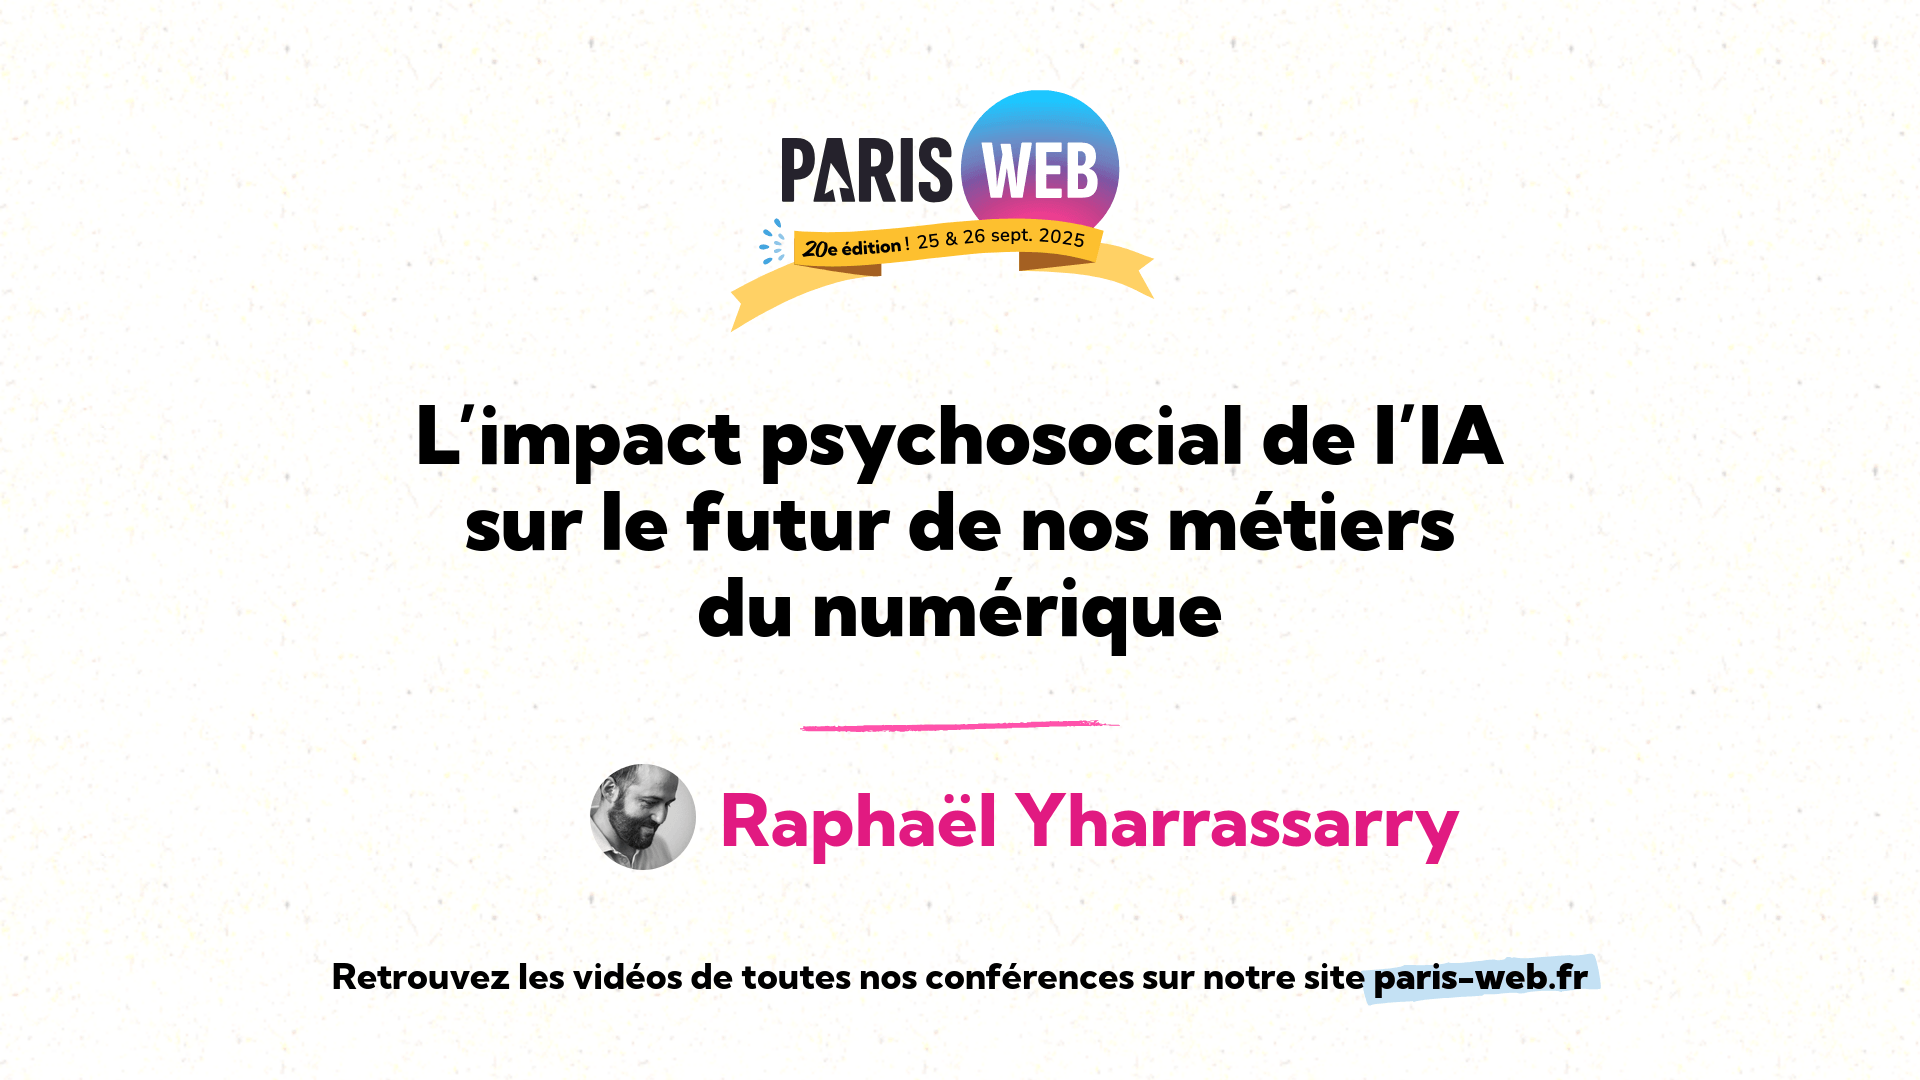 PARIS WEB
20e édition ! 25 & 26 sept. 2025
L’impact psychosocial de l’IA
sur le futur de nos métiers
du numérique
Raphaël Yharrassarry
Retrouvez les vidéos de toutes nos conférences sur notre site paris-web.fr